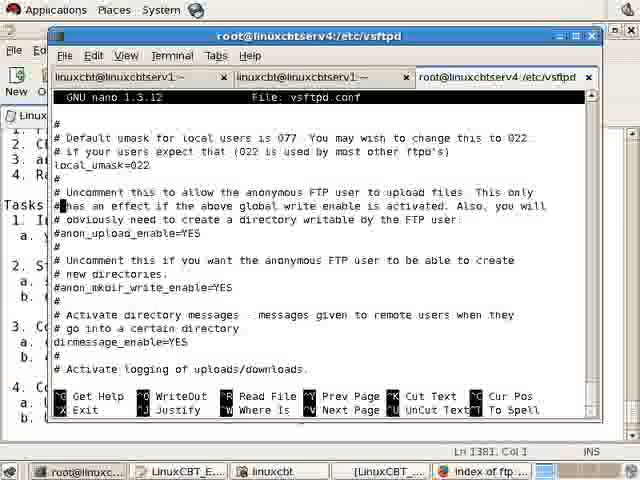 Applications Places System
root@linuxcbtserv4:/etc/vsftpd
File Edit View Terminal Tabs Help
linuxcbt@linuxcbtserv1:~ linuxcbt@linuxcbtserv1:~ root@linuxcbtserv4:/etc/vsftpd
GNU nano 1.3.12 File: vsftpd.conf
#
# Default umask for local users is 077. You may wish to change this to 022,
# if your users expect that (022 is used by most other ftpd's)
local_umask=022
#
# Uncomment this to allow the anonymous FTP user to upload files. This only
# has an effect if the above global write enable is activated. Also, you will
# obviously need to create a directory writable by the FTP user.
#anon_upload_enable=YES
#
# Uncomment this if you want the anonymous FTP user to be able to create
# new directories.
#anon_mkdir_write_enable=YES
#
# Activate directory messages - messages given to remote users when they
# go into a certain directory.
dirmessage_enable=YES
#
# Activate logging of uploads/downloads.
^G Get Help ^O WriteOut ^R Read File ^Y Prev Page ^K Cut Text ^C Cur Pos
^X Exit ^J Justify ^W Where Is ^V Next Page ^U UnCut Text ^T To Spell
File
New
Linux
Tasks
Ln 1381, Col 1 INS
root@linuxc... LinuxCBT_E... linuxcbt [LinuxCBT_... Index of ftp...